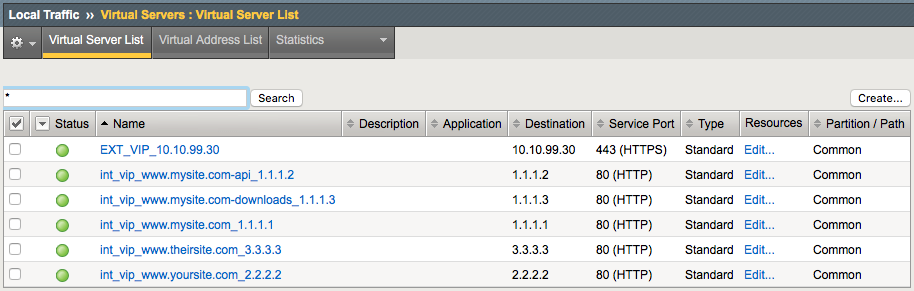 Local Traffic ›› Virtual Servers : Virtual Server List
Virtual Server List Virtual Address List Statistics
* Search Create...
Status Name Description Application Destination Service Port Type Resources Partition / Path
EXT_VIP_10.10.99.30 10.10.99.30 443 (HTTPS) Standard Edit... Common
int_vip_www.mysite.com-api_1.1.1.2 1.1.1.2 80 (HTTP) Standard Edit... Common
int_vip_www.mysite.com-downloads_1.1.1.3 1.1.1.3 80 (HTTP) Standard Edit... Common
int_vip_www.mysite.com_1.1.1.1 1.1.1.1 80 (HTTP) Standard Edit... Common
int_vip_www.theirsite.com_3.3.3.3 3.3.3.3 80 (HTTP) Standard Edit... Common
int_vip_www.yoursite.com_2.2.2.2 2.2.2.2 80 (HTTP) Standard Edit... Common